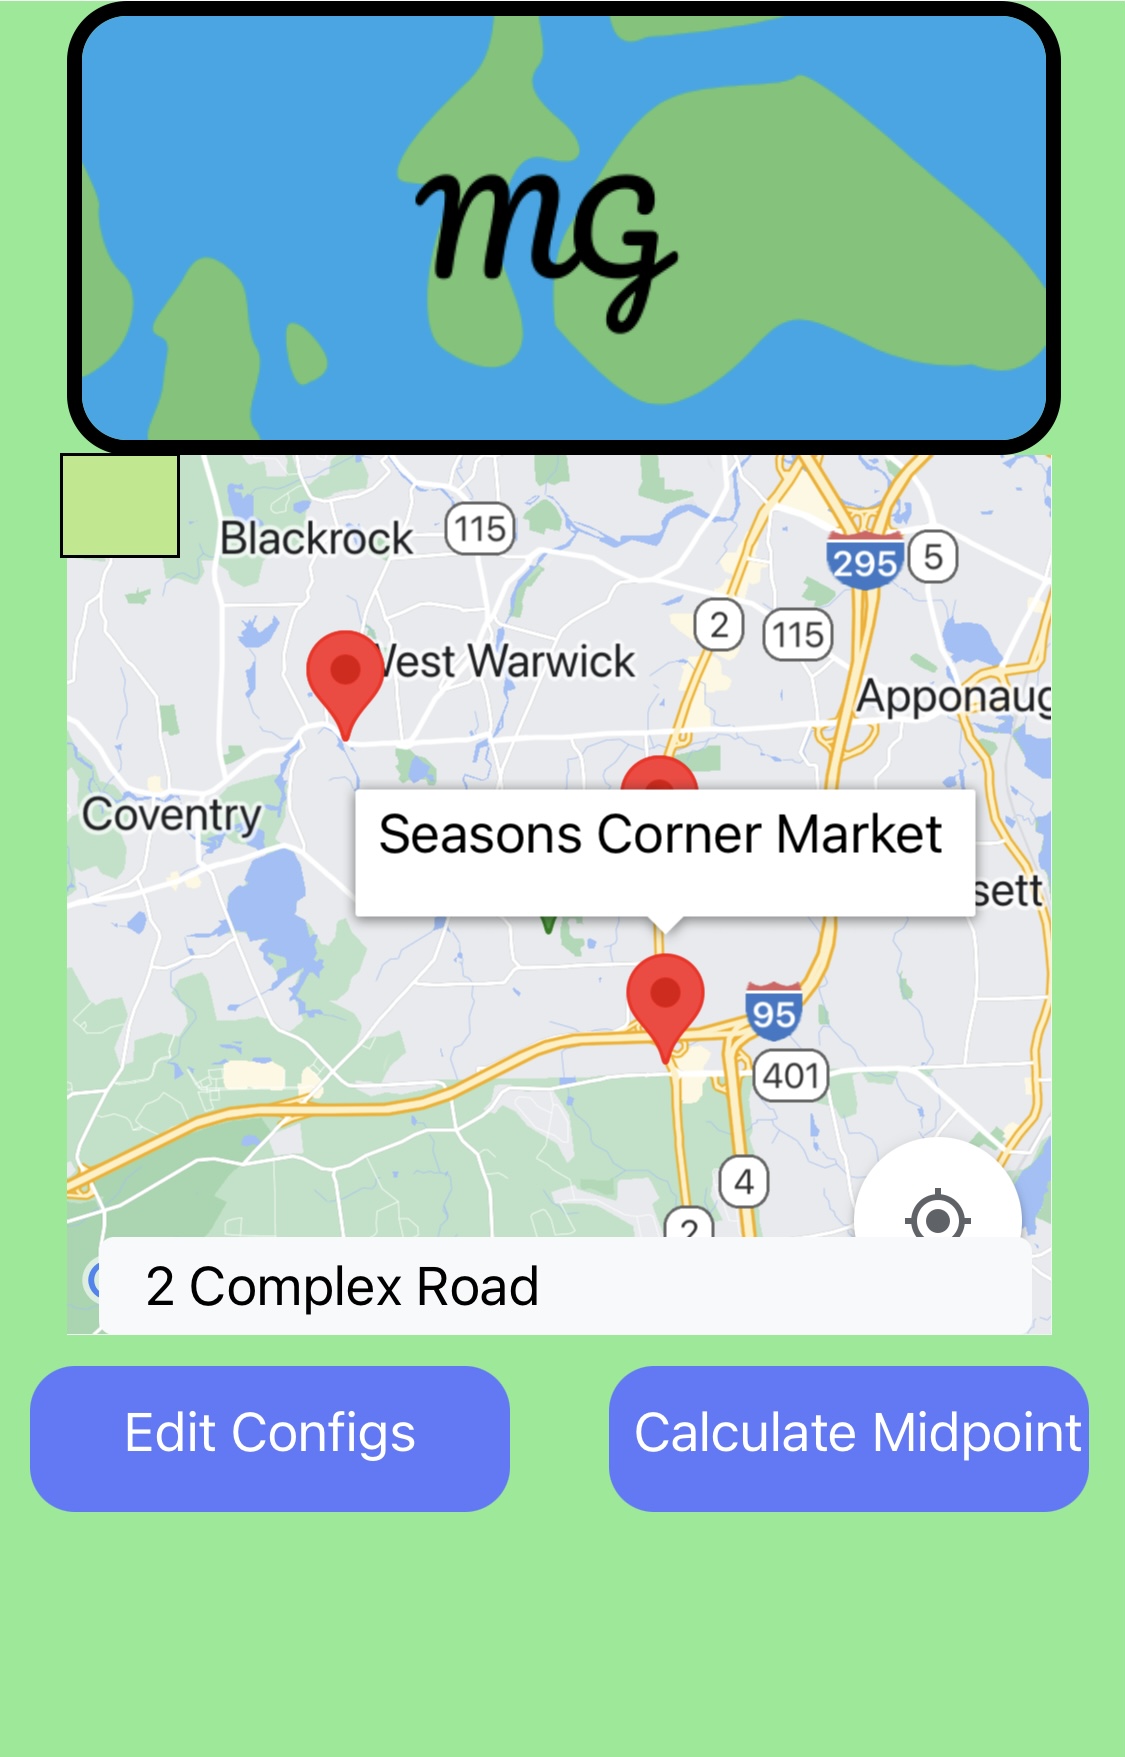 mg
Blackrock
115
295
5
2
115
West Warwick
Apponaug
Coventry
Seasons Corner Market
sett
95
401
4
2
2 Complex Road
Edit Configs
Calculate Midpoint